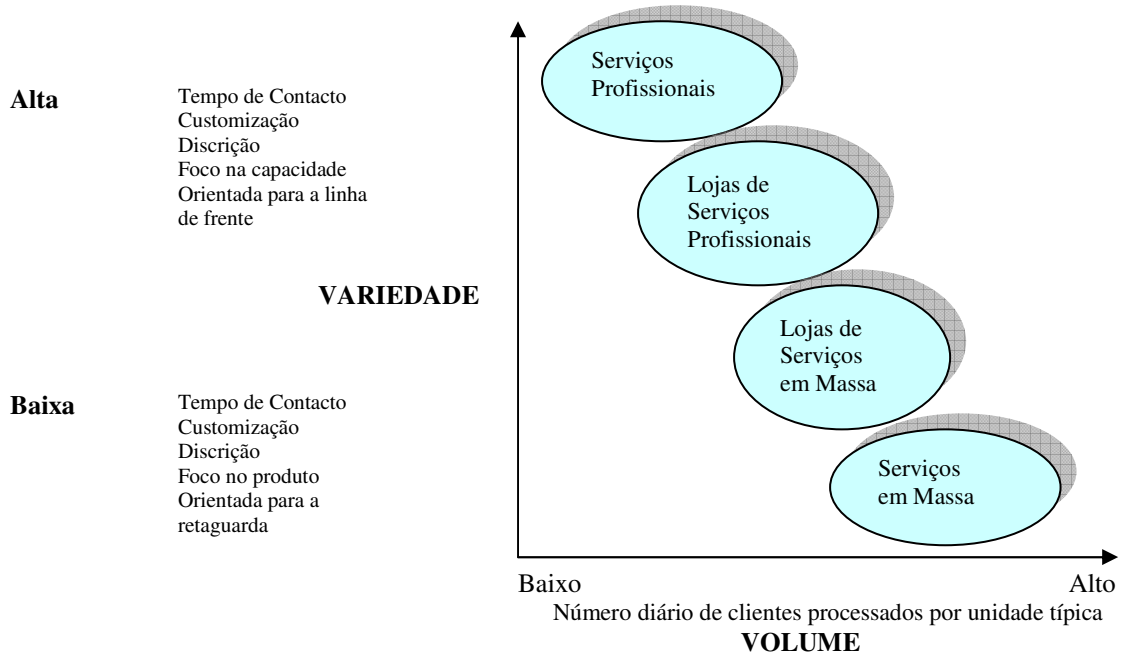 Alta
Tempo de Contacto
Customização
Discrição
Foco na capacidade
Orientada para a linha
de frente
VARIEDADE
Baixa
Tempo de Contacto
Customização
Discrição
Foco no produto
Orientada para a
retaguarda
Serviços
Profissionais
Lojas de
Serviços
Profissionais
Lojas de
Serviços
em Massa
Serviços
em Massa
Baixo
Alto
Número diário de clientes processados por unidade típica
VOLUME